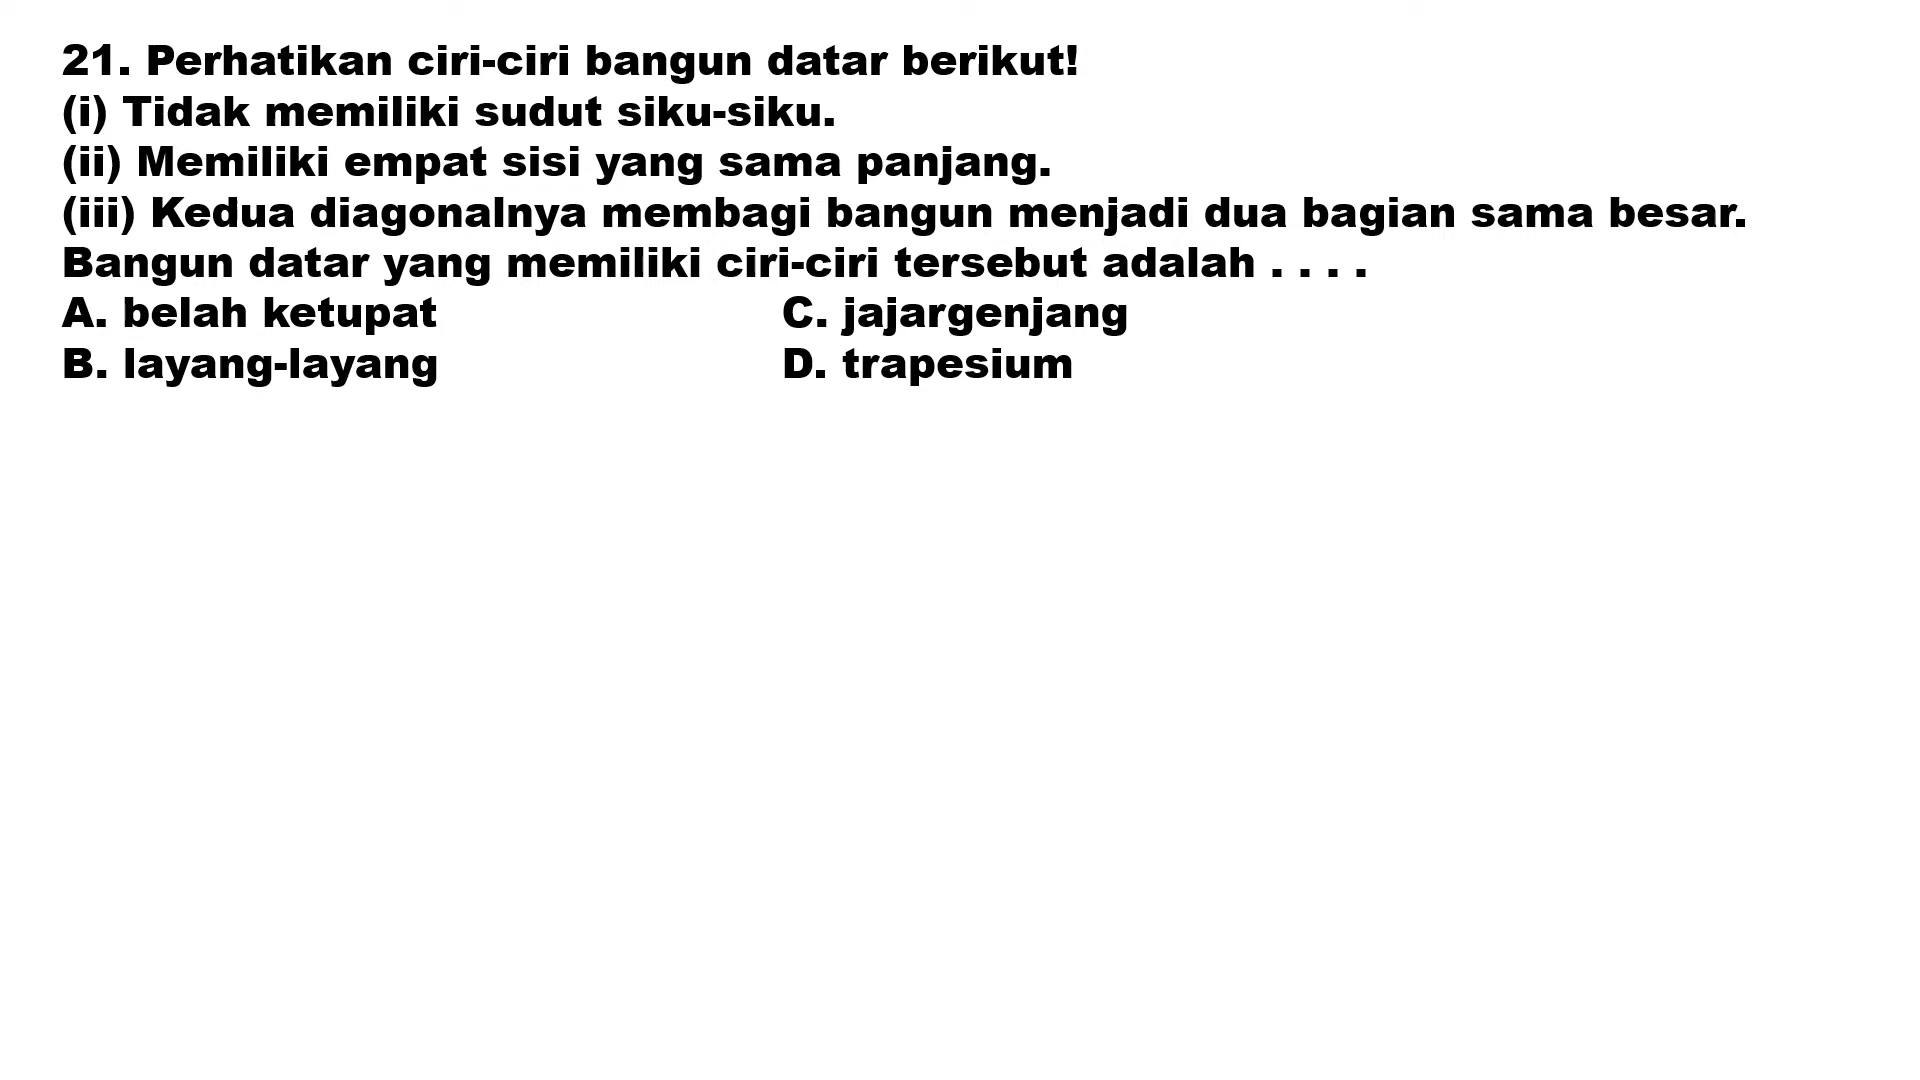 21. Perhatikan ciri-ciri bangun datar berikut!
(i) Tidak memiliki sudut siku-siku.
(ii) Memiliki empat sisi yang sama panjang.
(iii) Kedua diagonalnya membagi bangun menjadi dua bagian sama besar.
Bangun datar yang memiliki ciri-ciri tersebut adalah . . . .
A. belah ketupat C. jajargenjang
B. layang-layang D. trapesium